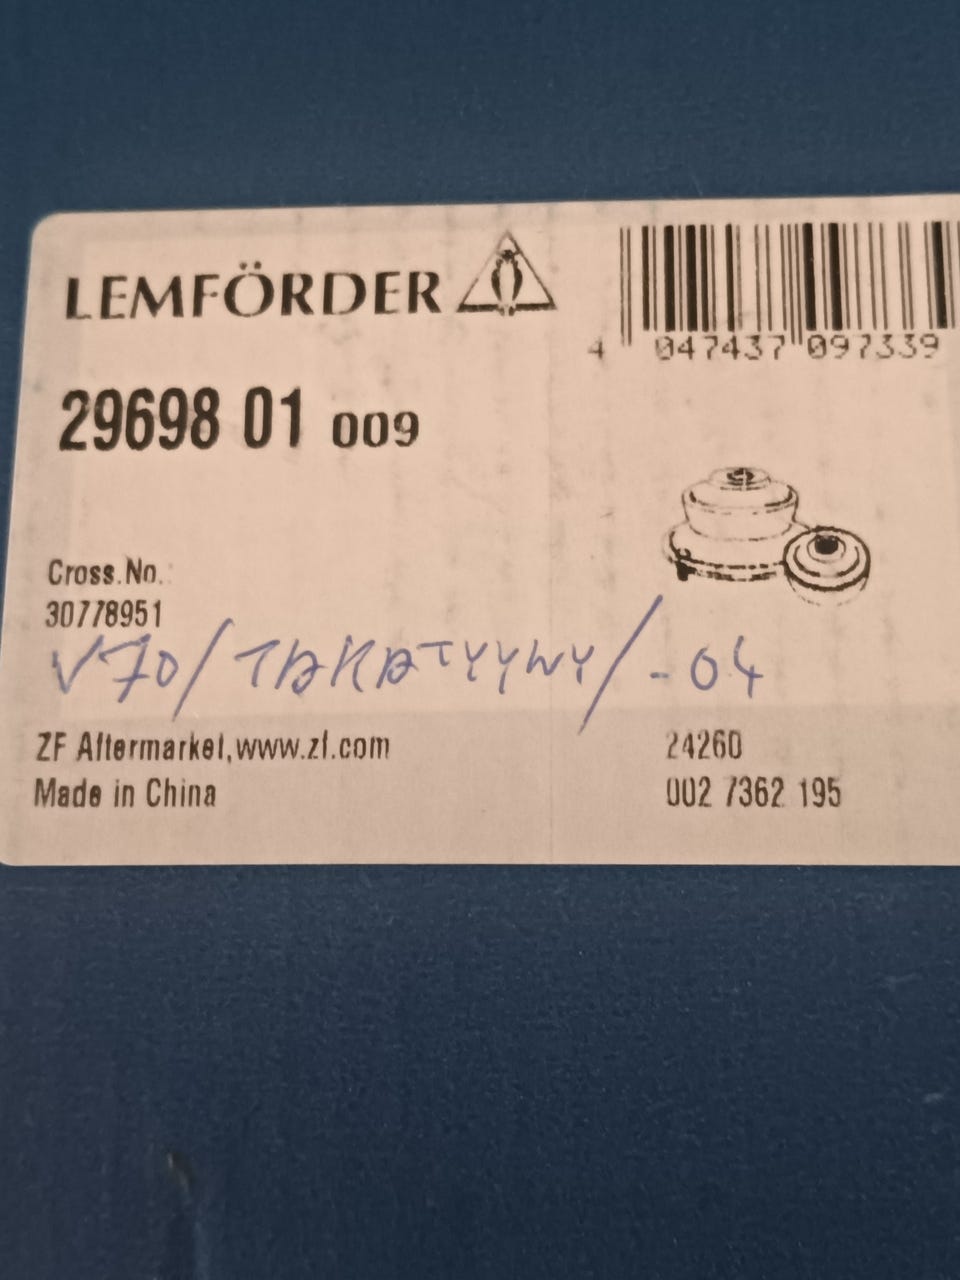 LEMFÖRDER
4 047437 097339
29698 01 009
Cross.No.:
30778951
V70/TAKATYYNY/-04
ZF Aftermarket,www.zf.com
24260
Made in China
002 7362 195